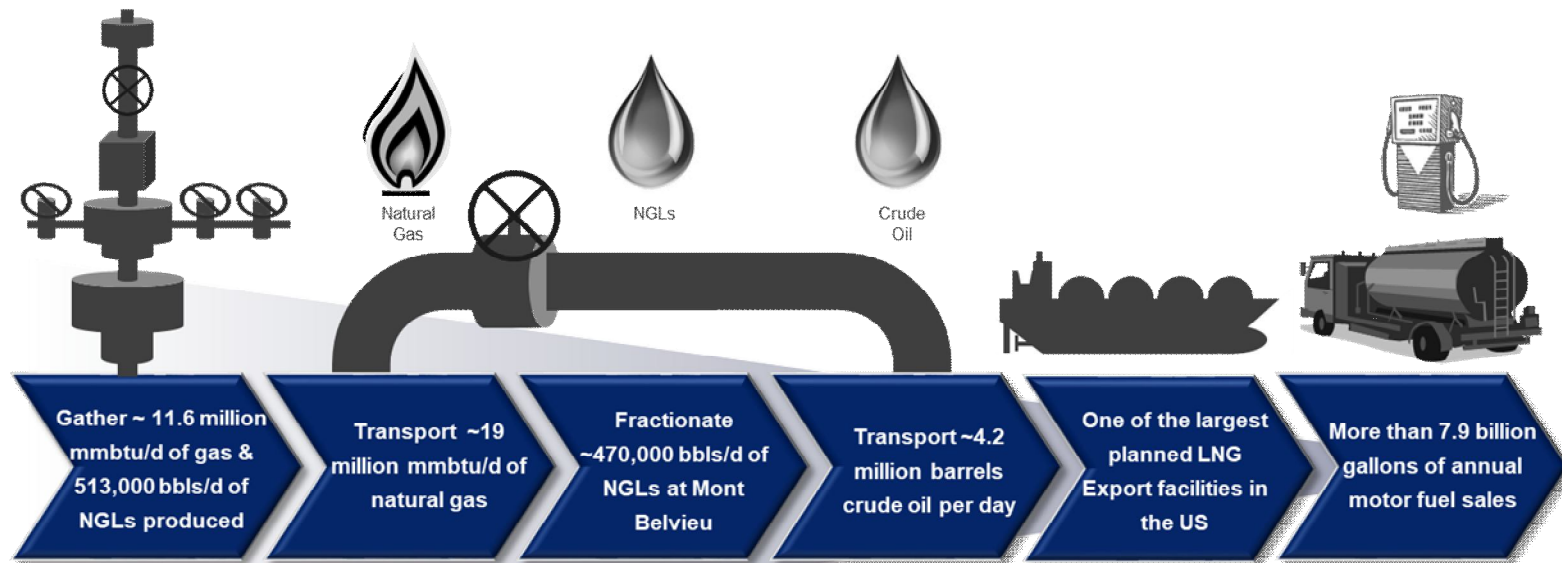 Natural
Gas
NGLs
Crude
Oil
Gather ~ 11.6 million
mmbtu/d of gas &
513,000 bbls/d of
NGLs produced
Transport ~19
million mmbtu/d of
natural gas
Fractionate
~470,000 bbls/d of
NGLs at Mont
Belvieu
Transport ~4.2
million barrels
crude oil per day
One of the largest
planned LNG
Export facilities in
the US
More than 7.9 billion
gallons of annual
motor fuel sales